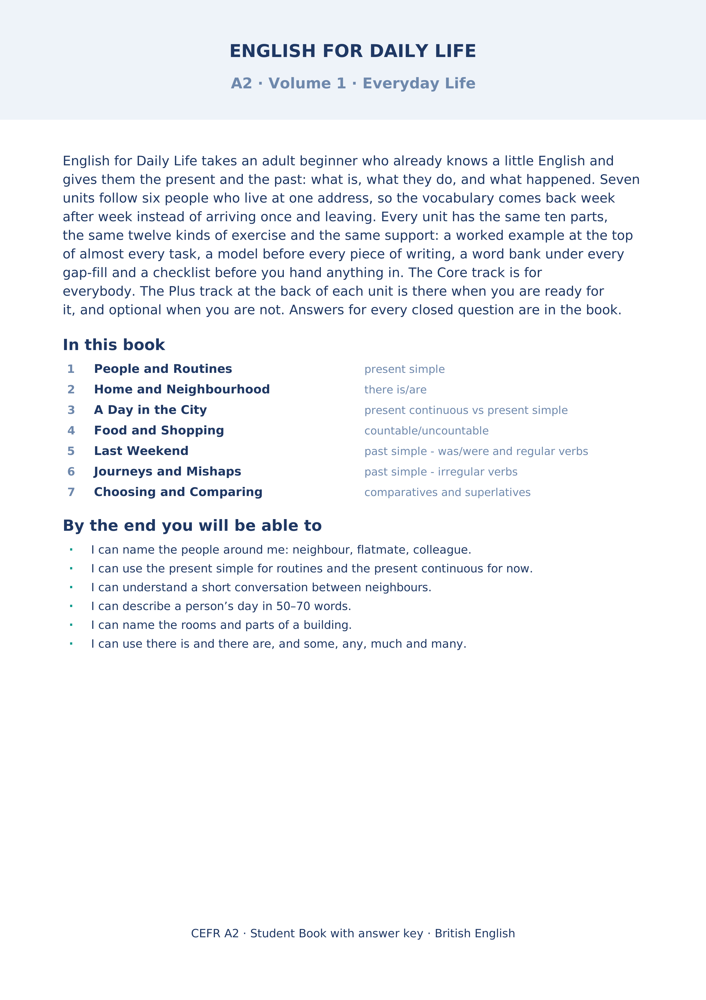 ENGLISH FOR DAILY LIFE
A2 · Volume 1 · Everyday Life
English for Daily Life takes an adult beginner who already knows a little English and
gives them the present and the past: what is, what they do, and what happened. Seven
units follow six people who live at one address, so the vocabulary comes back week
after week instead of arriving once and leaving. Every unit has the same ten parts,
the same twelve kinds of exercise and the same support: a worked example at the top
of almost every task, a model before every piece of writing, a word bank under every
gap-fill and a checklist before you hand anything in. The Core track is for
everybody. The Plus track at the back of each unit is there when you are ready for
it, and optional when you are not. Answers for every closed question are in the book.
In this book
1 People and Routines present simple
2 Home and Neighbourhood there is/are
3 A Day in the City present continuous vs present simple
4 Food and Shopping countable/uncountable
5 Last Weekend past simple - was/were and regular verbs
6 Journeys and Mishaps past simple - irregular verbs
7 Choosing and Comparing comparatives and superlatives
By the end you will be able to
· I can name the people around me: neighbour, flatmate, colleague.
· I can use the present simple for routines and the present continuous for now.
· I can understand a short conversation between neighbours.
· I can describe a person’s day in 50–70 words.
· I can name the rooms and parts of a building.
· I can use there is and there are, and some, any, much and many.
CEFR A2 · Student Book with answer key · British English